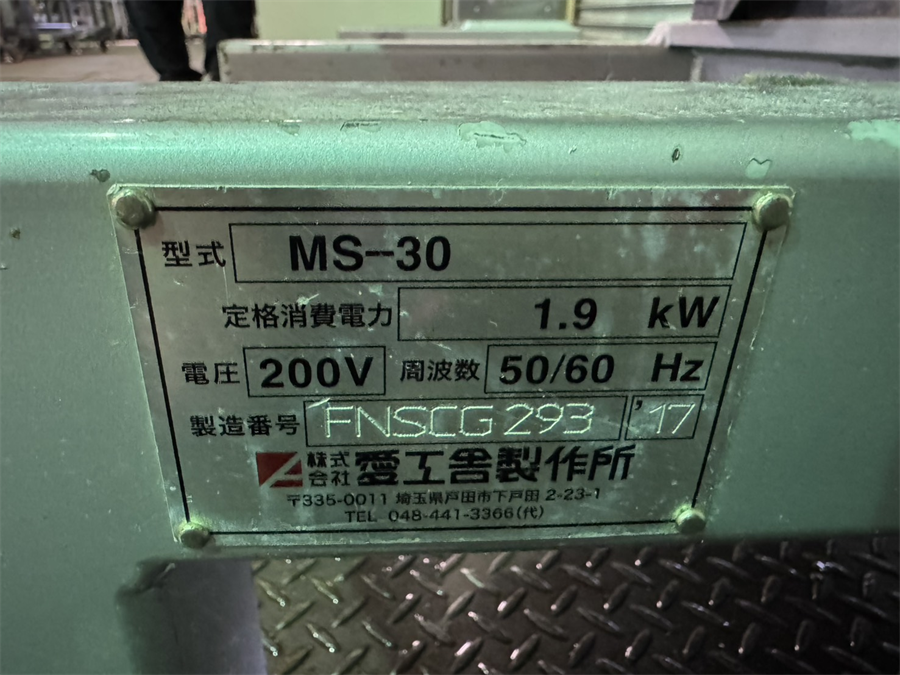 型式 MS-30
定格消費電力 1.9 kW
電圧 200V 周波数 50/60 Hz
製造番号 FNSCG293 '17
株式会社 愛工舎製作所
〒335-0011 埼玉県戸田市下戸田 2-23-1
TEL 048-441-3366(代)